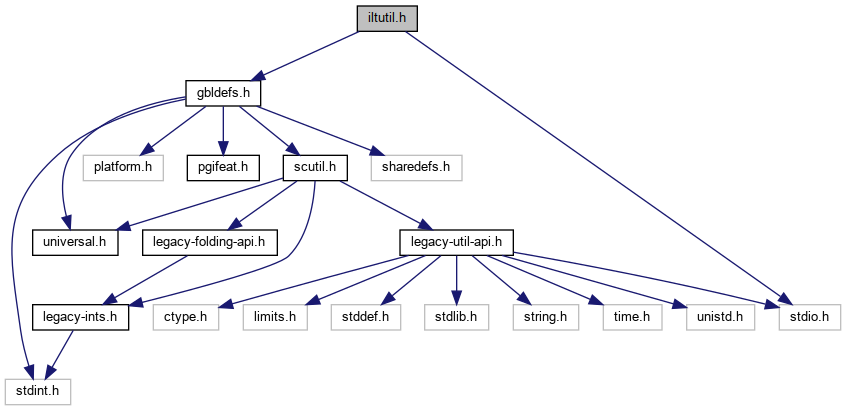 iltutil.h
gbldefs.h
platform.h
pgifeat.h
scutil.h
sharedefs.h
universal.h
legacy-folding-api.h
legacy-util-api.h
legacy-ints.h
ctype.h
limits.h
stddef.h
stdlib.h
string.h
time.h
unistd.h
stdio.h
stdint.h